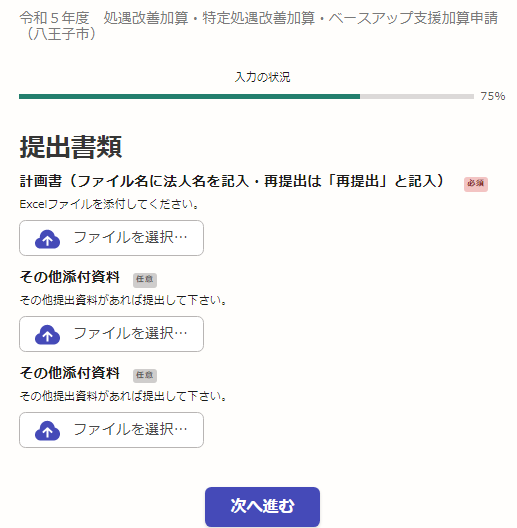 令和５年度　処遇改善加算・特定処遇改善加算・ベースアップ支援加算申請
（八王子市）
入力の状況
75%
提出書類
計画書（ファイル名に法人名を記入・再提出は「再提出」と記入） 必須
Excelファイルを添付してください。
ファイルを選択…
その他添付資料 任意
その他提出資料があれば提出して下さい。
ファイルを選択…
その他添付資料 任意
その他提出資料があれば提出して下さい。
ファイルを選択…
次へ進む